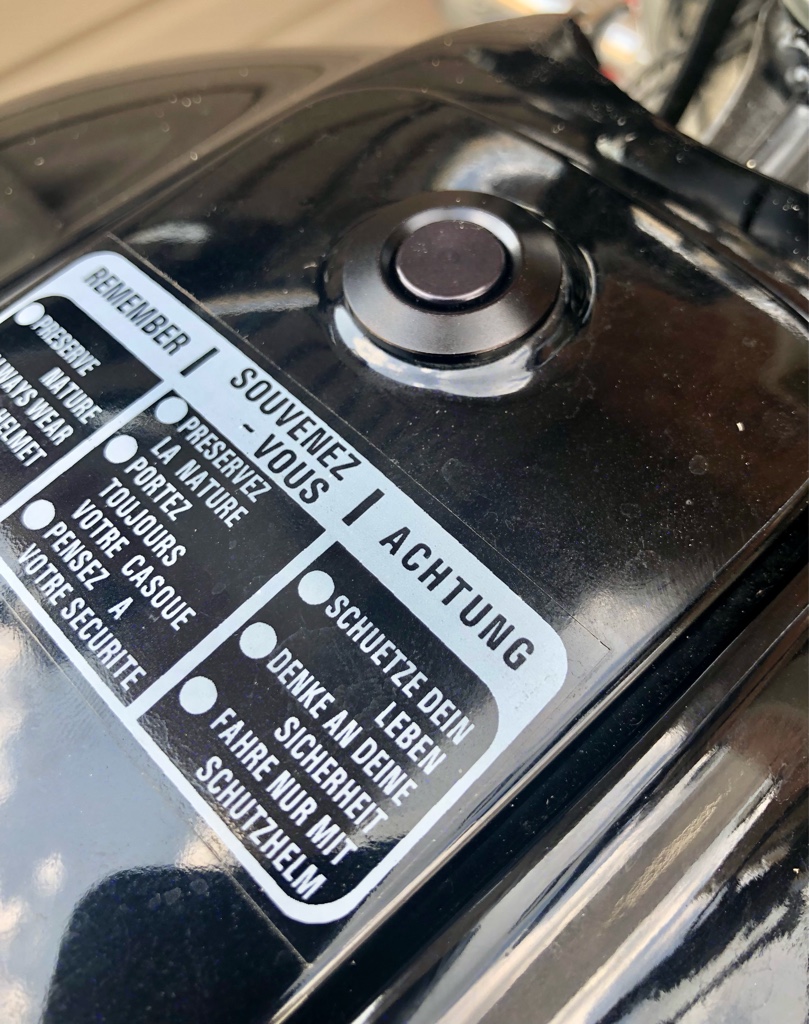 REMEMBER
PRESERVE
NATURE
ALWAYS WEAR
HELMET
SOUVENEZ
- VOUS
PRESERVEZ
LA NATURE
PORTEZ
TOUJOURS
VOTRE CASQUE
PENSEZ A
VOTRE SECURITE
ACHTUNG
SCHUETZE DEIN
LEBEN
DENKE AN DEINE
SICHERHEIT
FAHRE NUR MIT
SCHUTZHELM